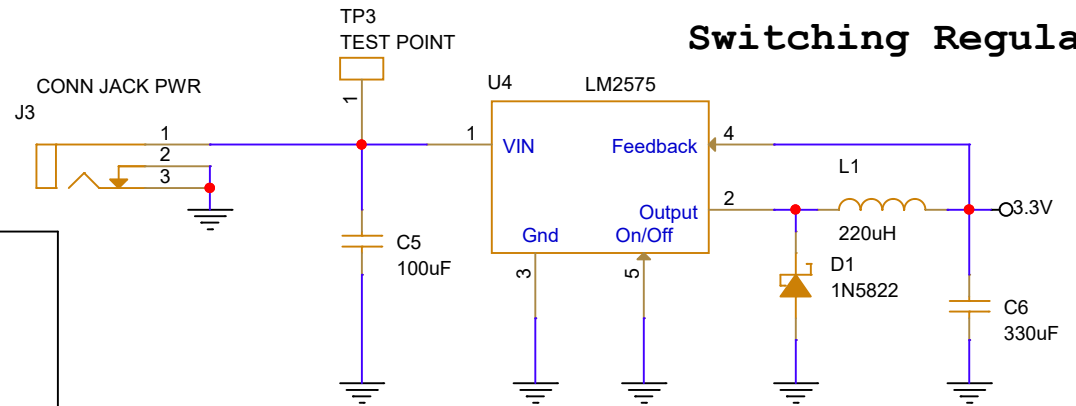 TP3
TEST POINT
Switching Regula
CONN JACK PWR
J3
U4
LM2575
1
1
2
3
1
VIN
Feedback
4
L1
2
Output
3.3V
220uH
Gnd
On/Off
C5
100uF
3
5
D1
1N5822
C6
330uF